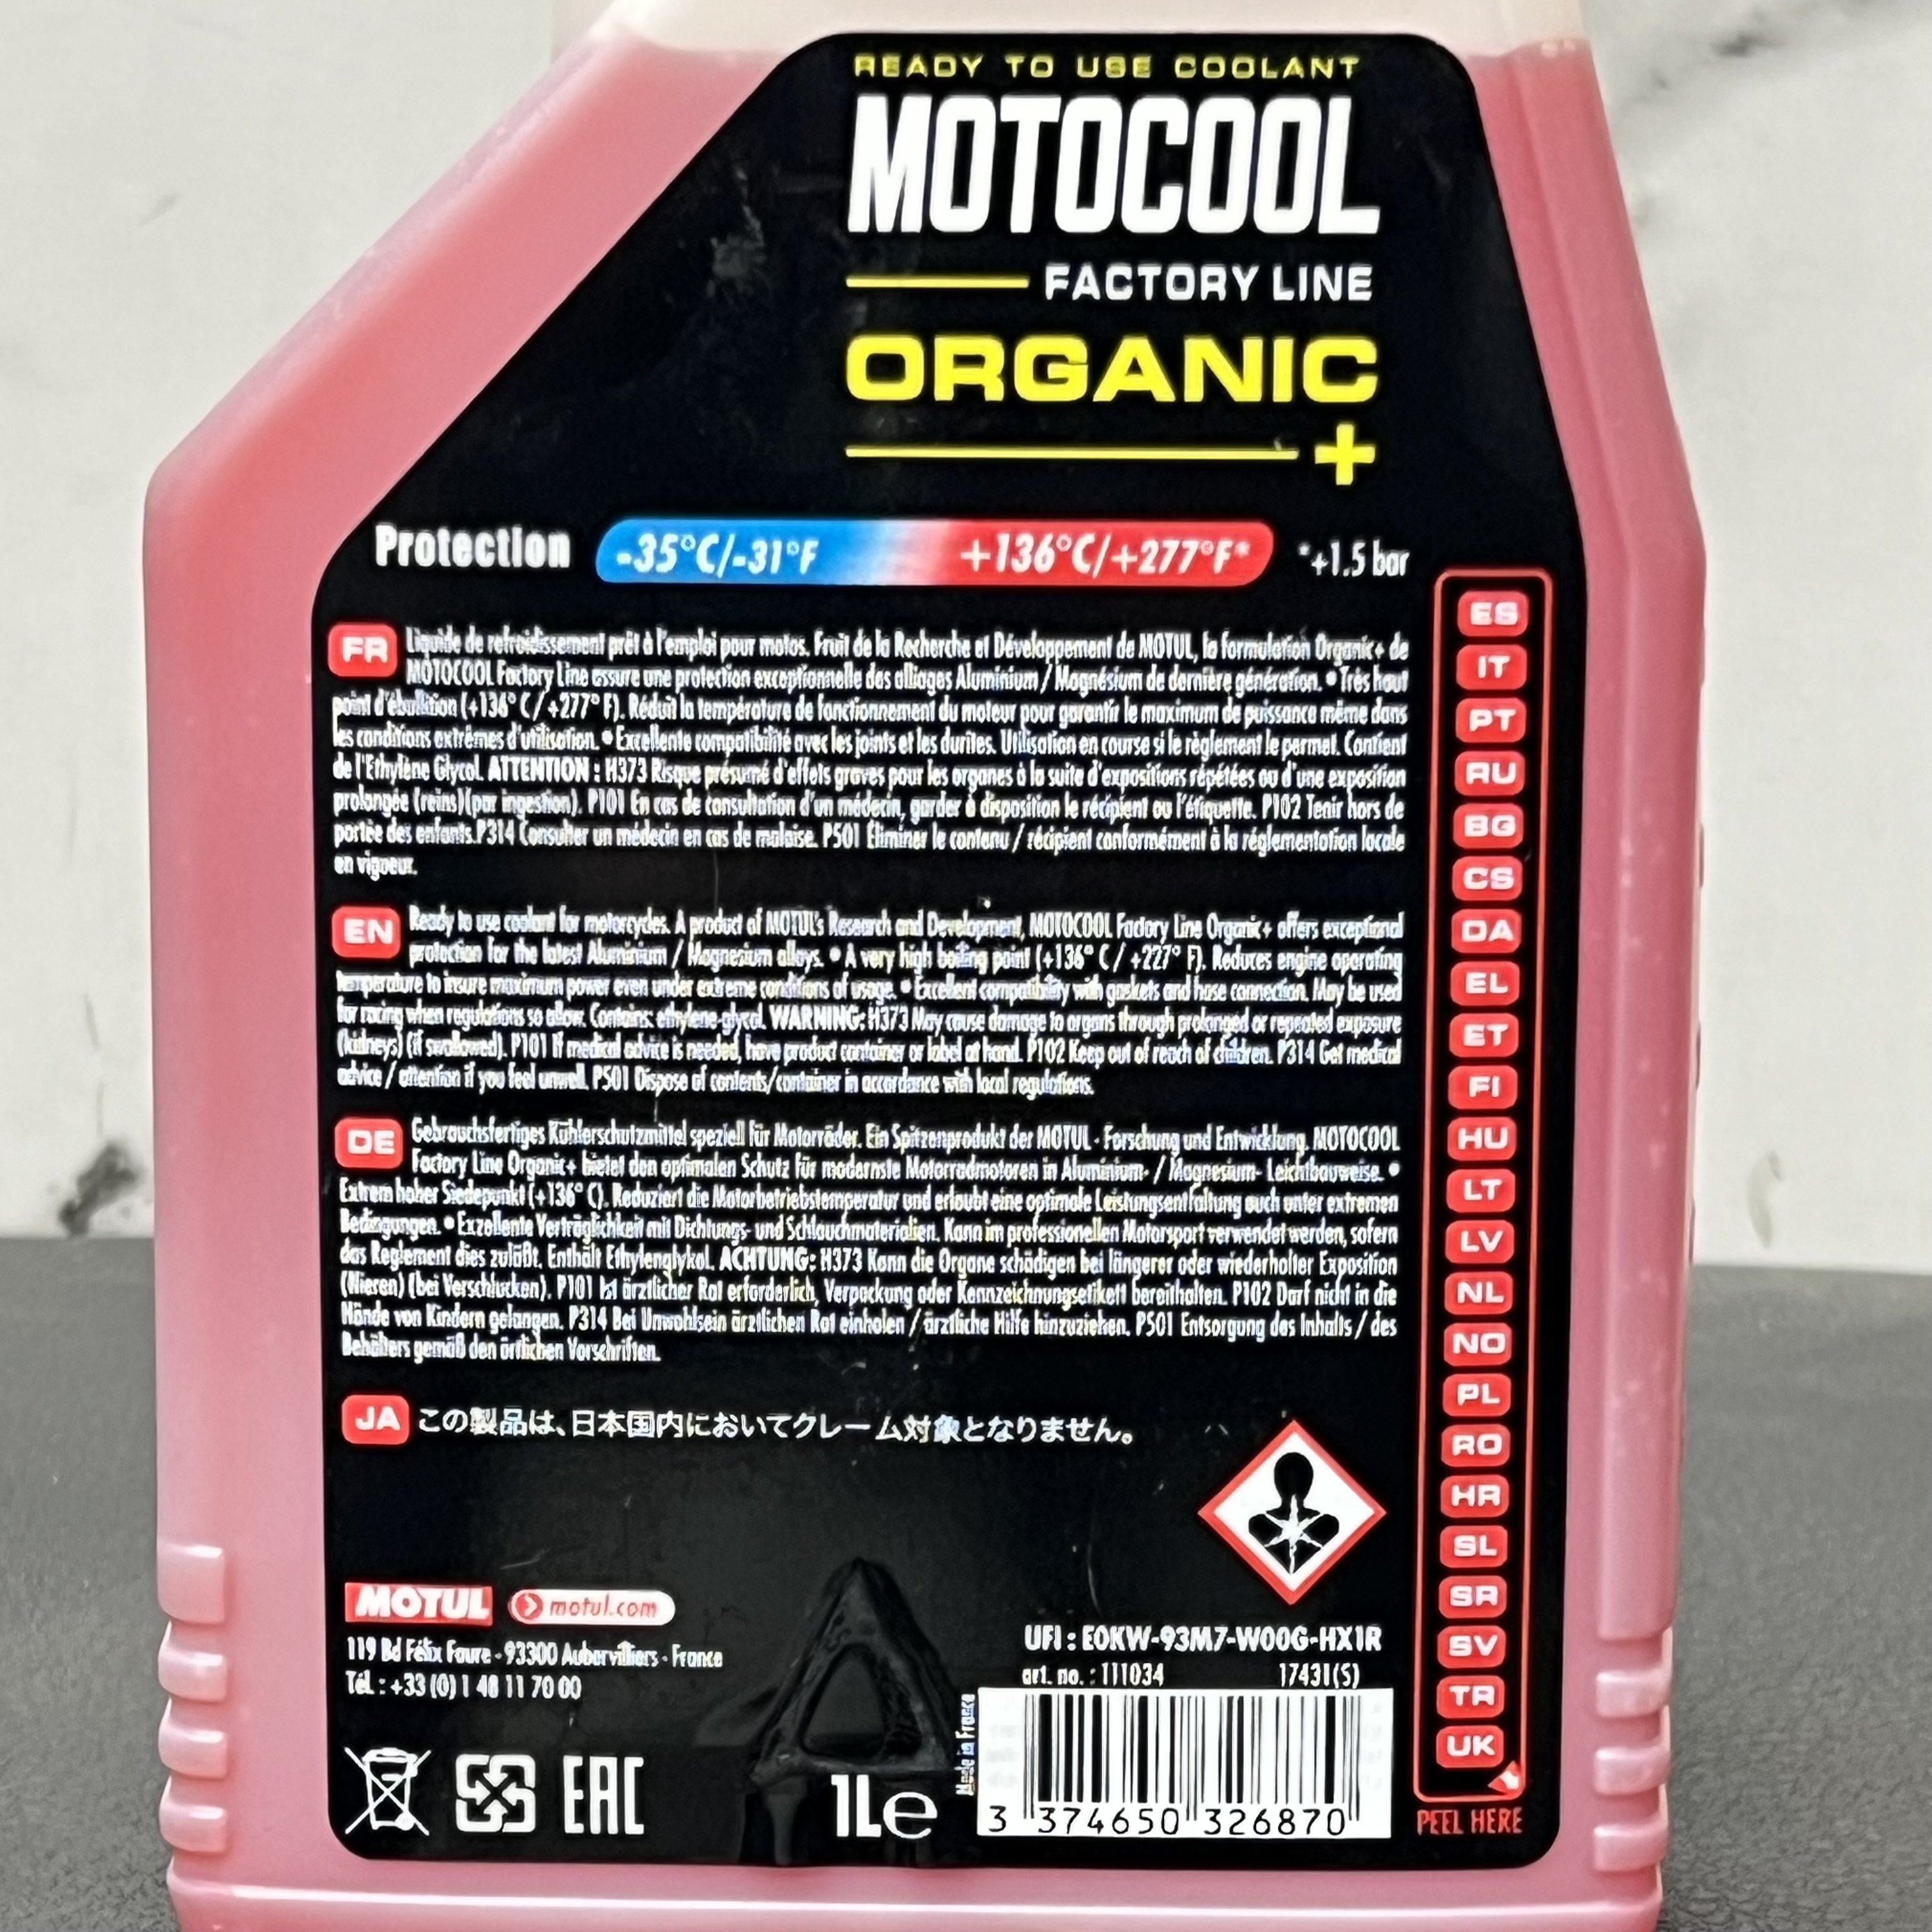 READY TO USE COOLANT
MOTOCOOL
FACTORY LINE
ORGANIC
+
Protection -35°C/-31°F +136°C/+277°F* *+1.5 bar
FR Liquide de refroidissement prêt à l'emploi pour motos. Fruit de la Recherche et Développement de MOTUL, la formulation Organic+ de
MOTOCOOL Factory Line assure une protection exceptionnelle des alliages Aluminium / Magnésium de dernière génération. • Très haut
point d'ébullition (+136° C / +277° F). Réduit la température de fonctionnement du moteur pour garantir le maximum de puissance même dans
les conditions extrêmes d'utilisation. • Excellente compatibilité avec les joints et les durites. Utilisation en course si le règlement le permet. Contient
de l'Ethylène Glycol. ATTENTION : H373 Risque présumé d'effets graves pour les organes à la suite d'expositions répétées ou d'une exposition
prolongée (reins)(par ingestion). P101 En cas de consultation d'un médecin, garder à disposition le récipient ou l'étiquette. P102 Tenir hors de
portée des enfants.P314 Consulter un médecin en cas de malaise. P501 Éliminer le contenu / récipient conformément à la réglementation locale
en vigueur.
EN Ready to use coolant for motorcycles. A product of MOTUL's Research and Development, MOTOCOOL Factory Line Organic+ offers exceptional
protection for the latest Aluminium / Magnesium alloys. • A very high boiling point (+136° C / +227° F). Reduces engine operating
temperature to insure maximum power even under extreme conditions of usage. • Excellent compatibility with gaskets and hose connection. May be used
for racing when regulations so allow. Contains: ethylene-glycol. WARNING: H373 May cause damage to organs through prolonged or repeated exposure
(kidneys) (if swallowed). P101 If medical advice is needed, have product container or label at hand. P102 Keep out of reach of children. P314 Get medical
advice / attention if you feel unwell. P501 Dispose of contents/container in accordance with local regulations.
DE Gebrauchsfertiges Kühlerschutzmittel speziell für Motorräder. Ein Spitzenprodukt der MOTUL - Forschung und Entwicklung. MOTOCOOL
Factory Line Organic+ bietet den optimalen Schutz für modernste Motorradmotoren in Aluminium- / Magnesium- Leichtbauweise. •
Extrem hoher Siedepunkt (+136° C). Reduziert die Motorbetriebstemperatur und erlaubt eine optimale Leistungsentfaltung auch unter extremen
Bedingungen. • Exzellente Verträglichkeit mit Dichtungs- und Schlauchmaterialien. Kann im professionellen Motorsport verwendet werden, sofern
das Reglement dies zuläßt. Enthält Ethylenglykol. ACHTUNG: H373 Kann die Organe schädigen bei längerer oder wiederholter Exposition
(Nieren) (bei Verschlucken). P101 Ist ärztlicher Rat erforderlich, Verpackung oder Kennzeichnungsetikett bereithalten. P102 Darf nicht in die
Hände von Kindern gelangen. P314 Bei Unwohlsein ärztlichen Rat einholen / ärztliche Hilfe hinzuziehen. P501 Entsorgung des Inhalts / des
Behälters gemäß den örtlichen Vorschriften.
JA この製品は、日本国内においてクレーム対象となりません。
MOTUL motul.com
119 Bd Félix Faure - 93300 Aubervilliers - France
Tél. : +33 (0) 1 48 11 70 00
EAC
1Le
Made in France
UFI : E0KW-93M7-W00G-HX1R
art. no. : 111034 17431(S)
3 374650 326870
ES
IT
PT
RU
BG
CS
DA
EL
ET
FI
HU
LT
LV
NL
NO
PL
RO
HR
SL
SR
SV
TR
UK
PEEL HERE